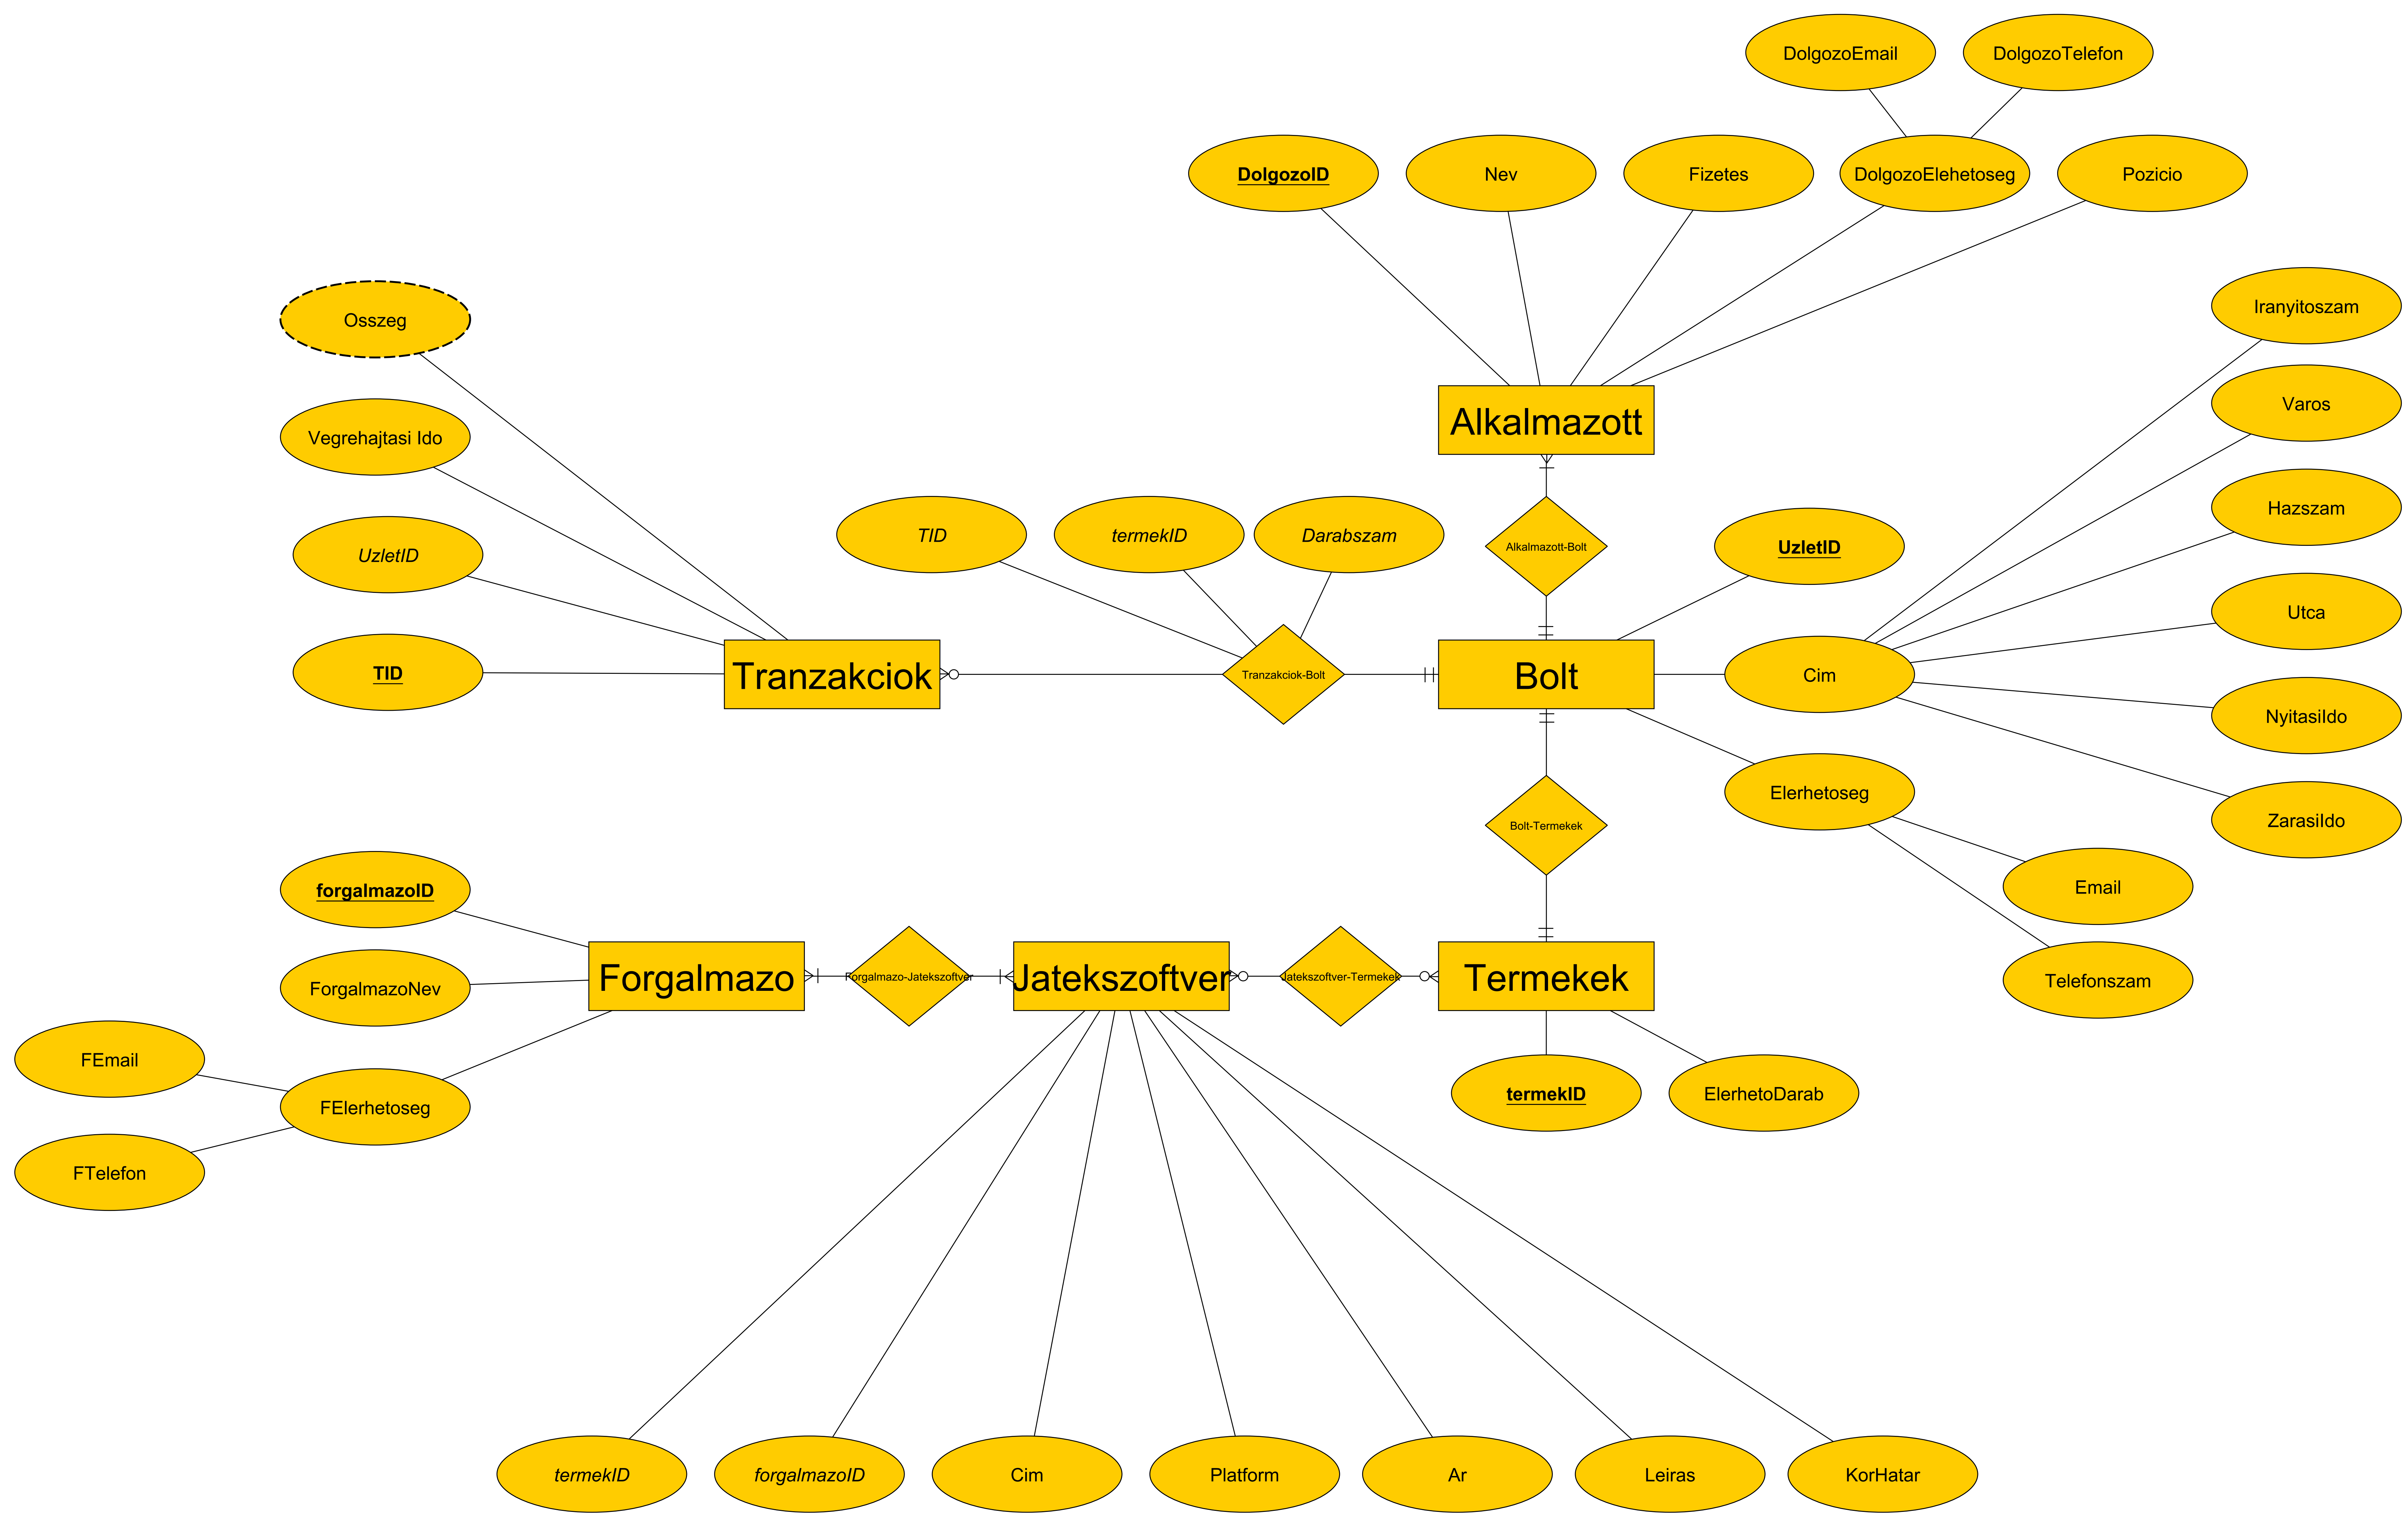 DolgozoEmail
DolgozoTelefon
DolgozoID
Nev
Fizetes
DolgozoElehetoseg
Pozicio
Iranyitoszam
Osszeg
Varos
Alkalmazott
Vegrehajtasi Ido
Hazszam
TID
termekID
Darabszam
Alkalmazott-Bolt
UzletID
UzletID
Utca
TID
Tranzakciok
Tranzakciok-Bolt
Bolt
Cim
NyitasiIdo
Elerhetoseg
ZarasiIdo
Bolt-Termekek
Email
forgalmazoID
Forgalmazo
Forgalmazo-Jatekszoftver
Jatekszoftver
Jatekszoftver-Termekek
Termekek
Telefonszam
ForgalmazoNev
FEmail
termekID
ElerhetoDarab
FElerhetoseg
FTelefon
termekID
forgalmazoID
Cim
Platform
Ar
Leiras
KorHatar